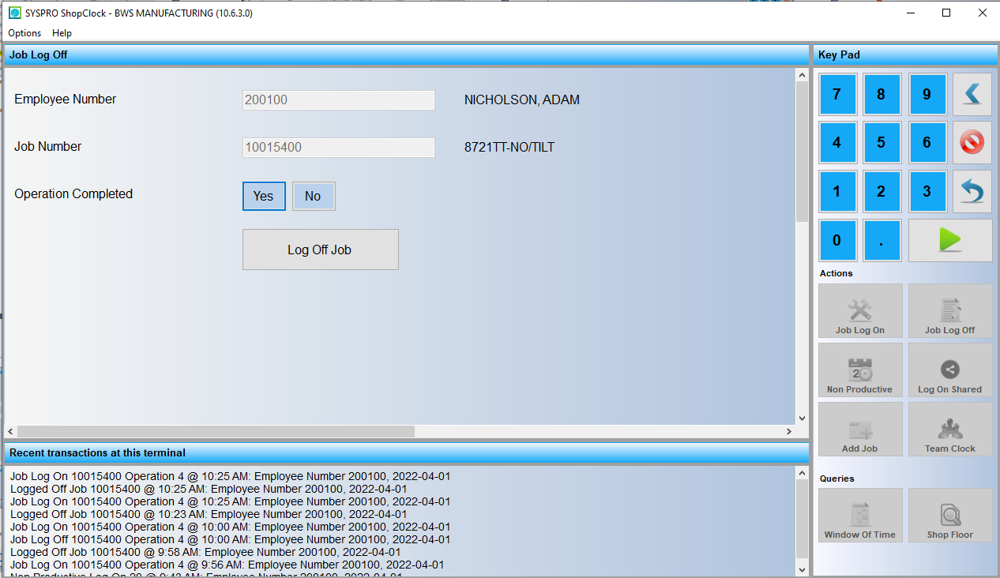 SYSPRO ShopClock - BWS MANUFACTURING (10.6.3.0)
Options Help
Job Log Off
Employee Number 200100 NICHOLSON, ADAM
Job Number 10015400 8721TT-NO/TILT
Operation Completed Yes No
Log Off Job
Recent transactions at this terminal
Job Log On 10015400 Operation 4 @ 10:25 AM: Employee Number 200100, 2022-04-01
Logged Off Job 10015400 @ 10:25 AM: Employee Number 200100, 2022-04-01
Job Log On 10015400 Operation 4 @ 10:25 AM: Employee Number 200100, 2022-04-01
Logged Off Job 10015400 @ 10:23 AM: Employee Number 200100, 2022-04-01
Job Log On 10015400 Operation 4 @ 10:00 AM: Employee Number 200100, 2022-04-01
Job Log Off 10015400 Operation 4 @ 10:00 AM: Employee Number 200100, 2022-04-01
Logged Off Job 10015400 @ 9:58 AM: Employee Number 200100, 2022-04-01
Job Log On 10015400 Operation 4 @ 9:56 AM: Employee Number 200100, 2022-04-01
Non Productive Log On 20 @ 9:43 AM: Employee Number 200100, 2022-04-01
Key Pad
7 8 9
4 5 6
1 2 3
0 .
Actions
Job Log On Job Log Off
Non Productive Log On Shared
Add Job Team Clock
Queries
Window Of Time Shop Floor